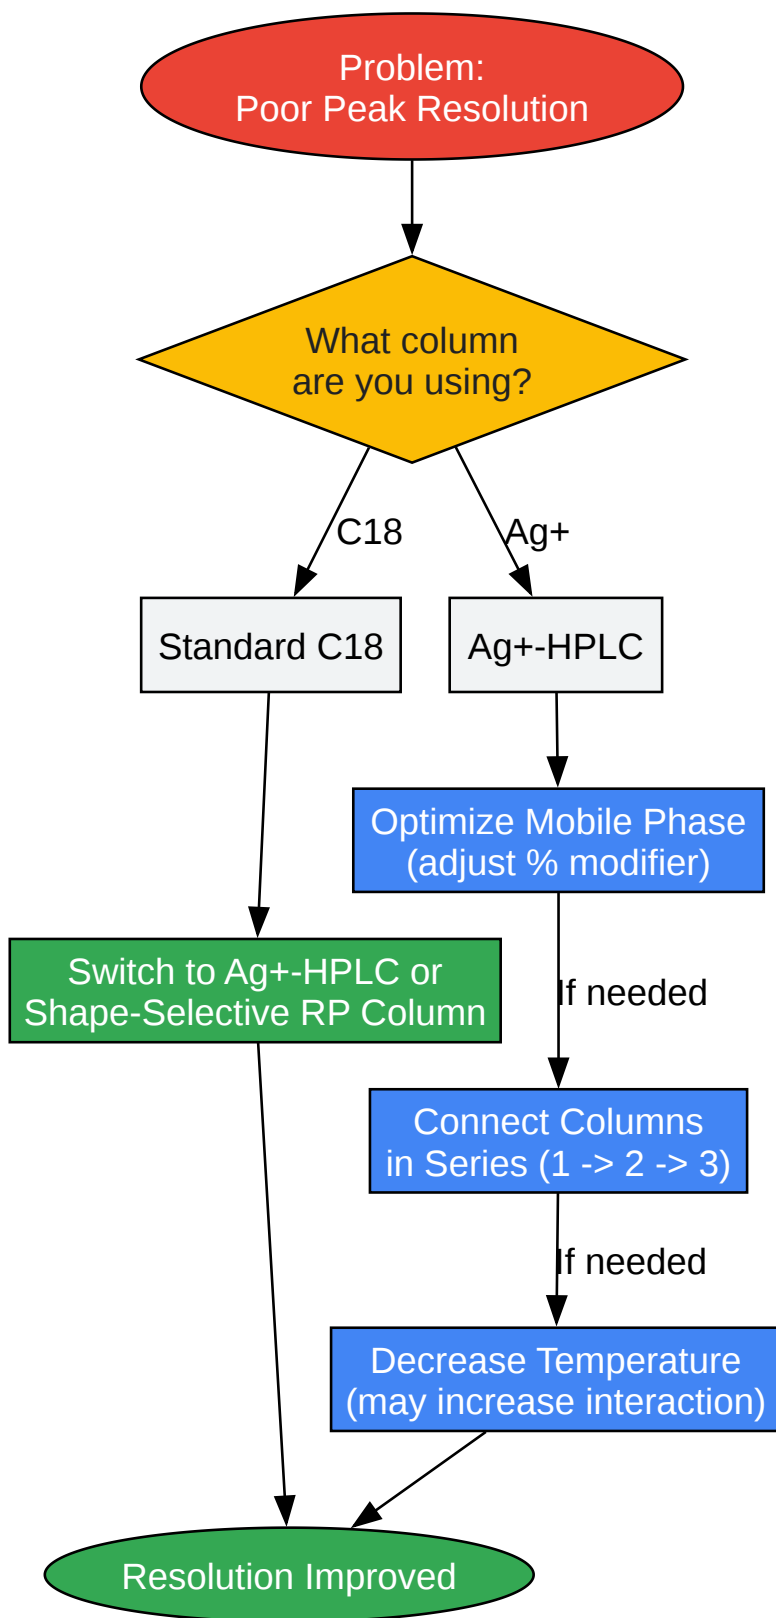 Problem:
Poor Peak Resolution
What column
are you using?
C18
Ag+
Standard C18
Ag+-HPLC
Optimize Mobile Phase
(adjust % modifier)
Switch to Ag+-HPLC or
Shape-Selective RP Column
If needed
Connect Columns
in Series (1 -> 2 -> 3)
If needed
Decrease Temperature
(may increase interaction)
Resolution Improved